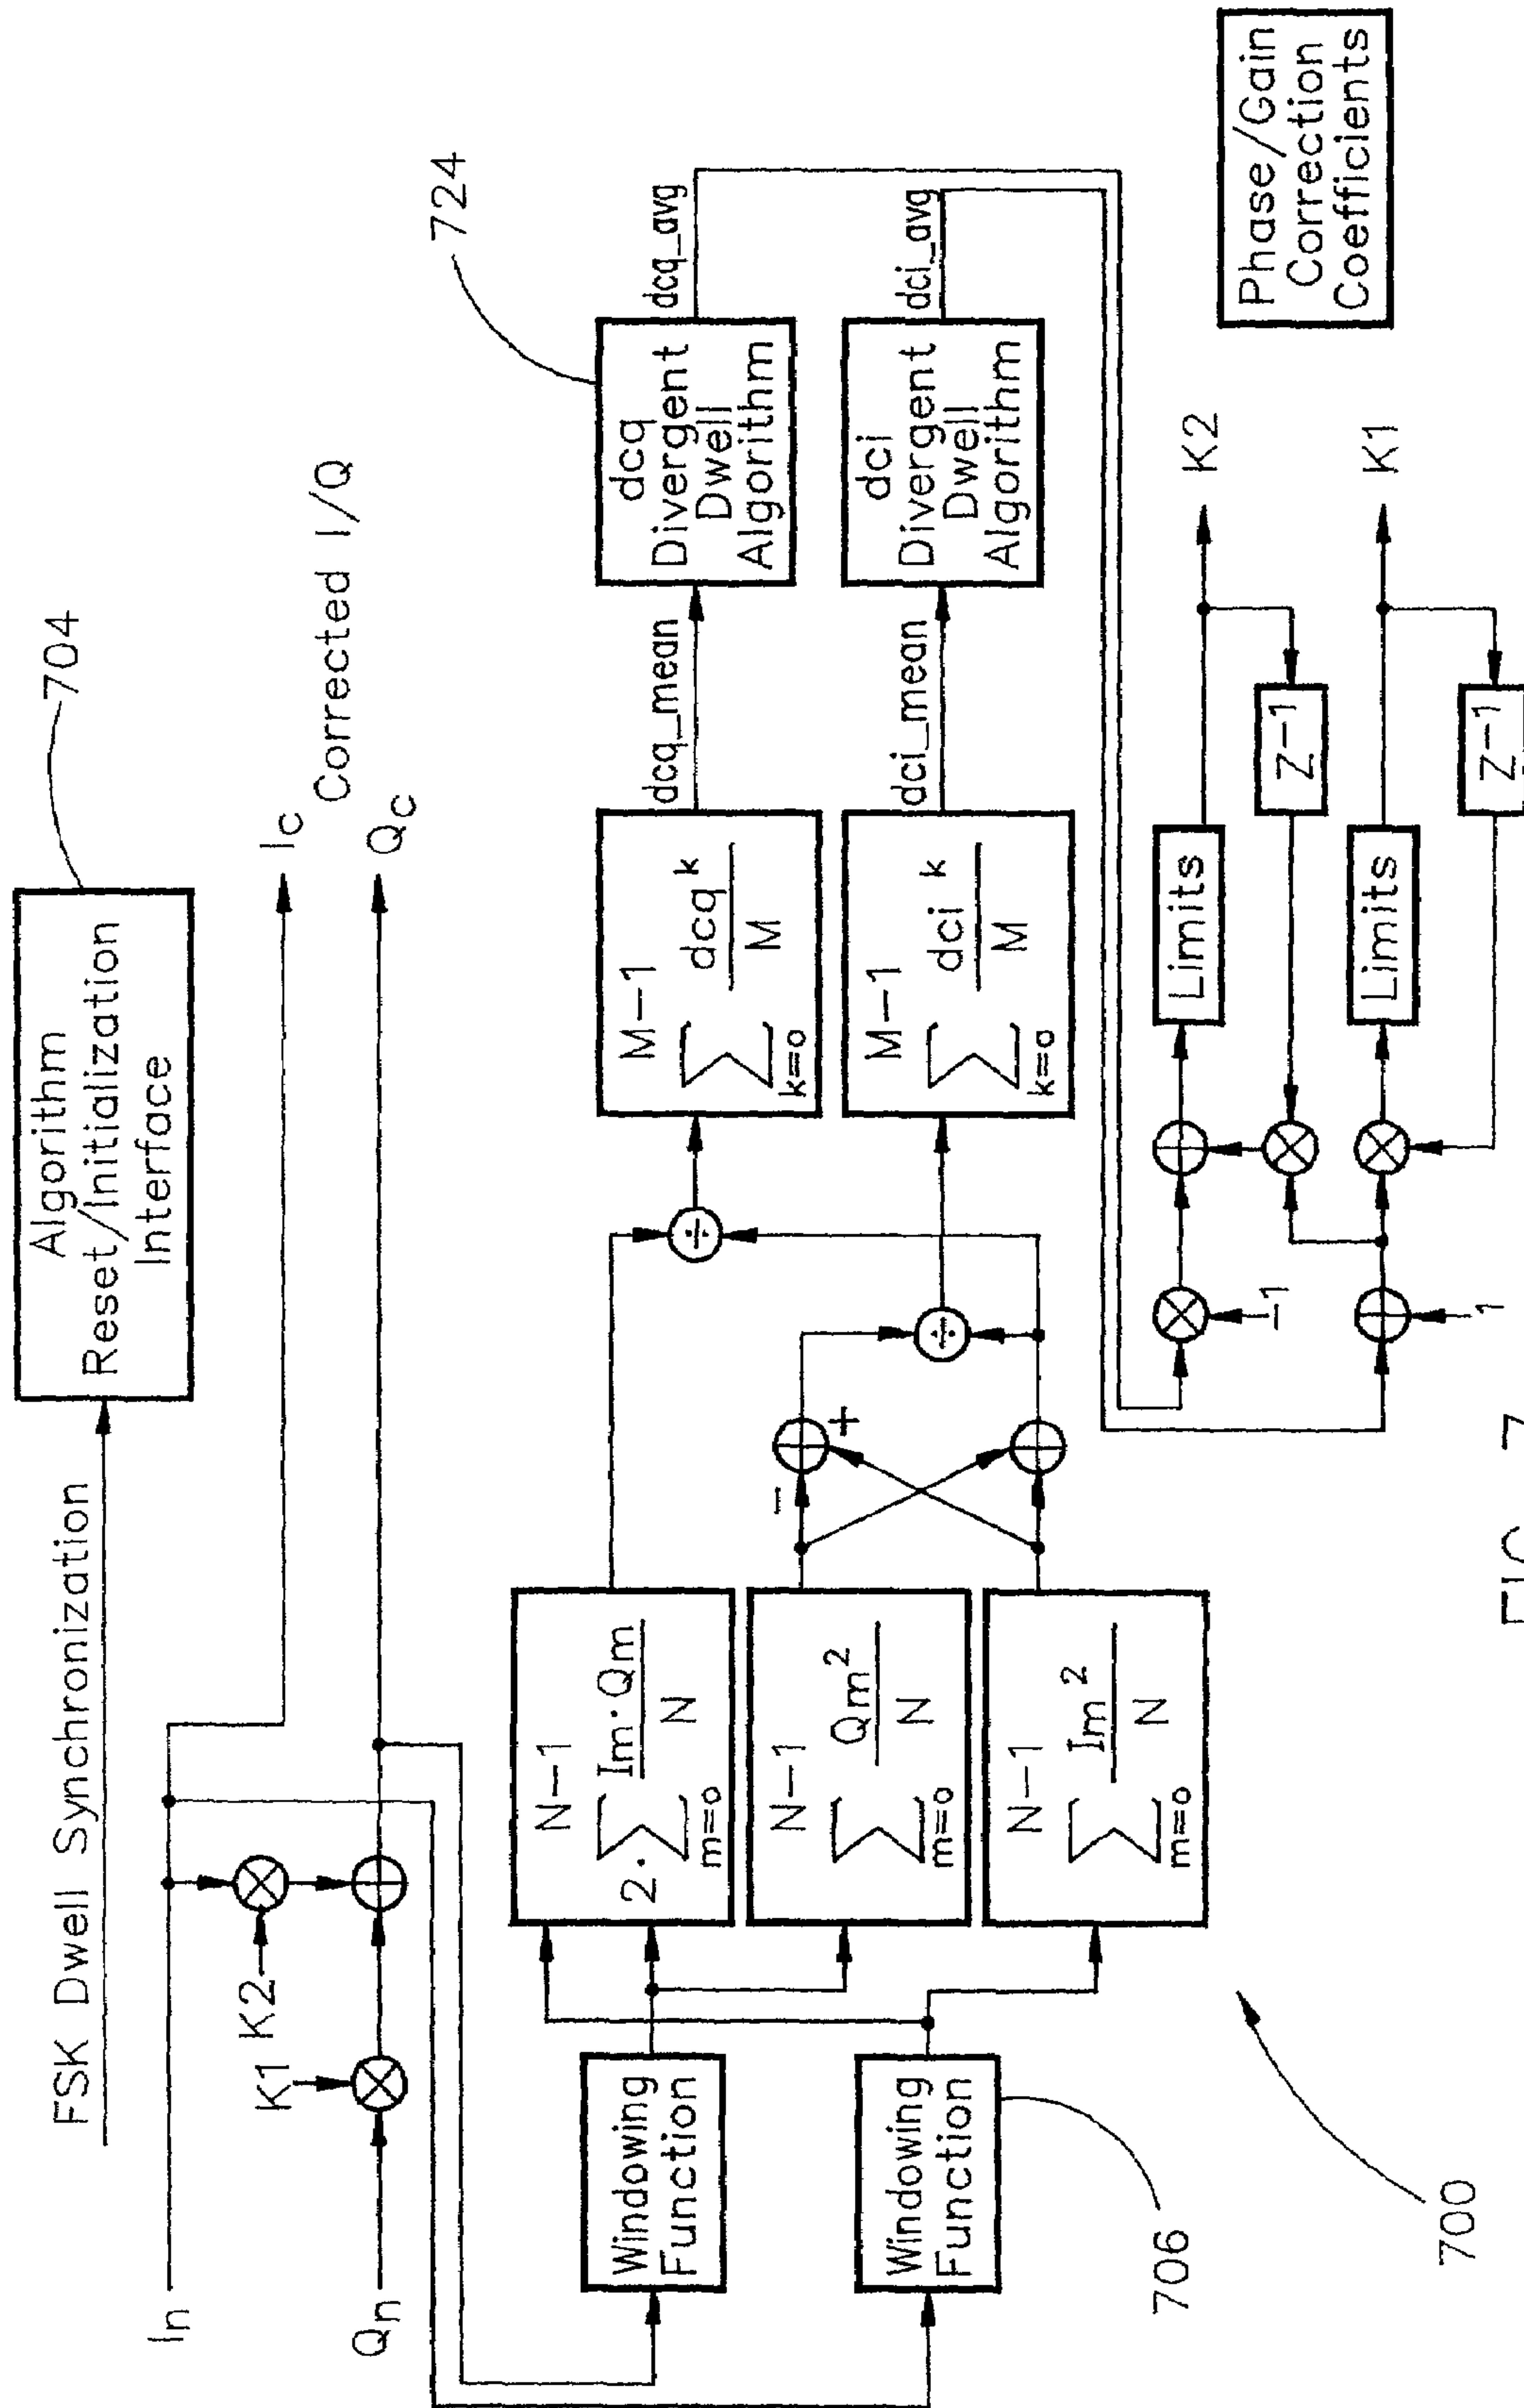 FSK Dwell Synchronization
Algorithm
Reset/Initialization
Interface
704
In
Ic
K2
Corrected I/Q
K1
Qn
Qc
724
N-1
2· ∑ Im·Qm/N
m=o
Windowing
Function
N-1
∑ Qm²/N
m=o
Windowing
Function
706
N-1
∑ Im²/N
m=o
700
-
+
÷
÷
M-1
∑ dcq^k/M
k=o
dcq_mean
dcq
Divergent
Dwell
Algorithm
dcq_avg
M-1
∑ dci^k/M
k=o
dci_mean
dci
Divergent
Dwell
Algorithm
dci_avg
-1
Limits
K2
Z-1
1
Limits
K1
Z-1
Phase/Gain
Correction
Coefficients